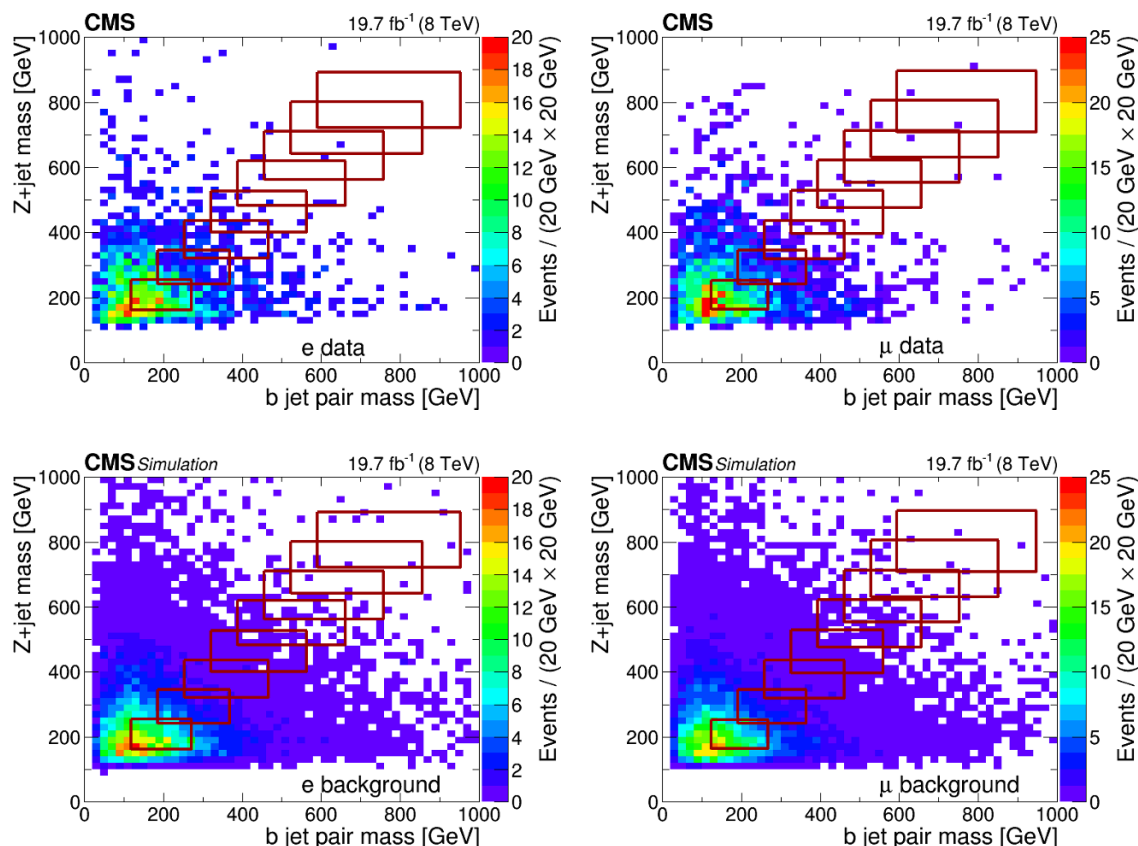 CMS 19.7 fb⁻¹ (8 TeV)
Z+jet mass [GeV]
1000
800
600
400
200
0
e data
0 200 400 600 800 1000
b jet pair mass [GeV]
20
18
16
14
12
10
8
6
4
2
0
Events / (20 GeV × 20 GeV)
CMS 19.7 fb⁻¹ (8 TeV)
Z+jet mass [GeV]
1000
800
600
400
200
0
μ data
0 200 400 600 800 1000
b jet pair mass [GeV]
25
20
15
10
5
0
Events / (20 GeV × 20 GeV)
CMS Simulation 19.7 fb⁻¹ (8 TeV)
Z+jet mass [GeV]
1000
800
600
400
200
0
e background
0 200 400 600 800 1000
b jet pair mass [GeV]
20
18
16
14
12
10
8
6
4
2
0
Events / (20 GeV × 20 GeV)
CMS Simulation 19.7 fb⁻¹ (8 TeV)
Z+jet mass [GeV]
1000
800
600
400
200
0
μ background
0 200 400 600 800 1000
b jet pair mass [GeV]
25
20
15
10
5
0
Events / (20 GeV × 20 GeV)